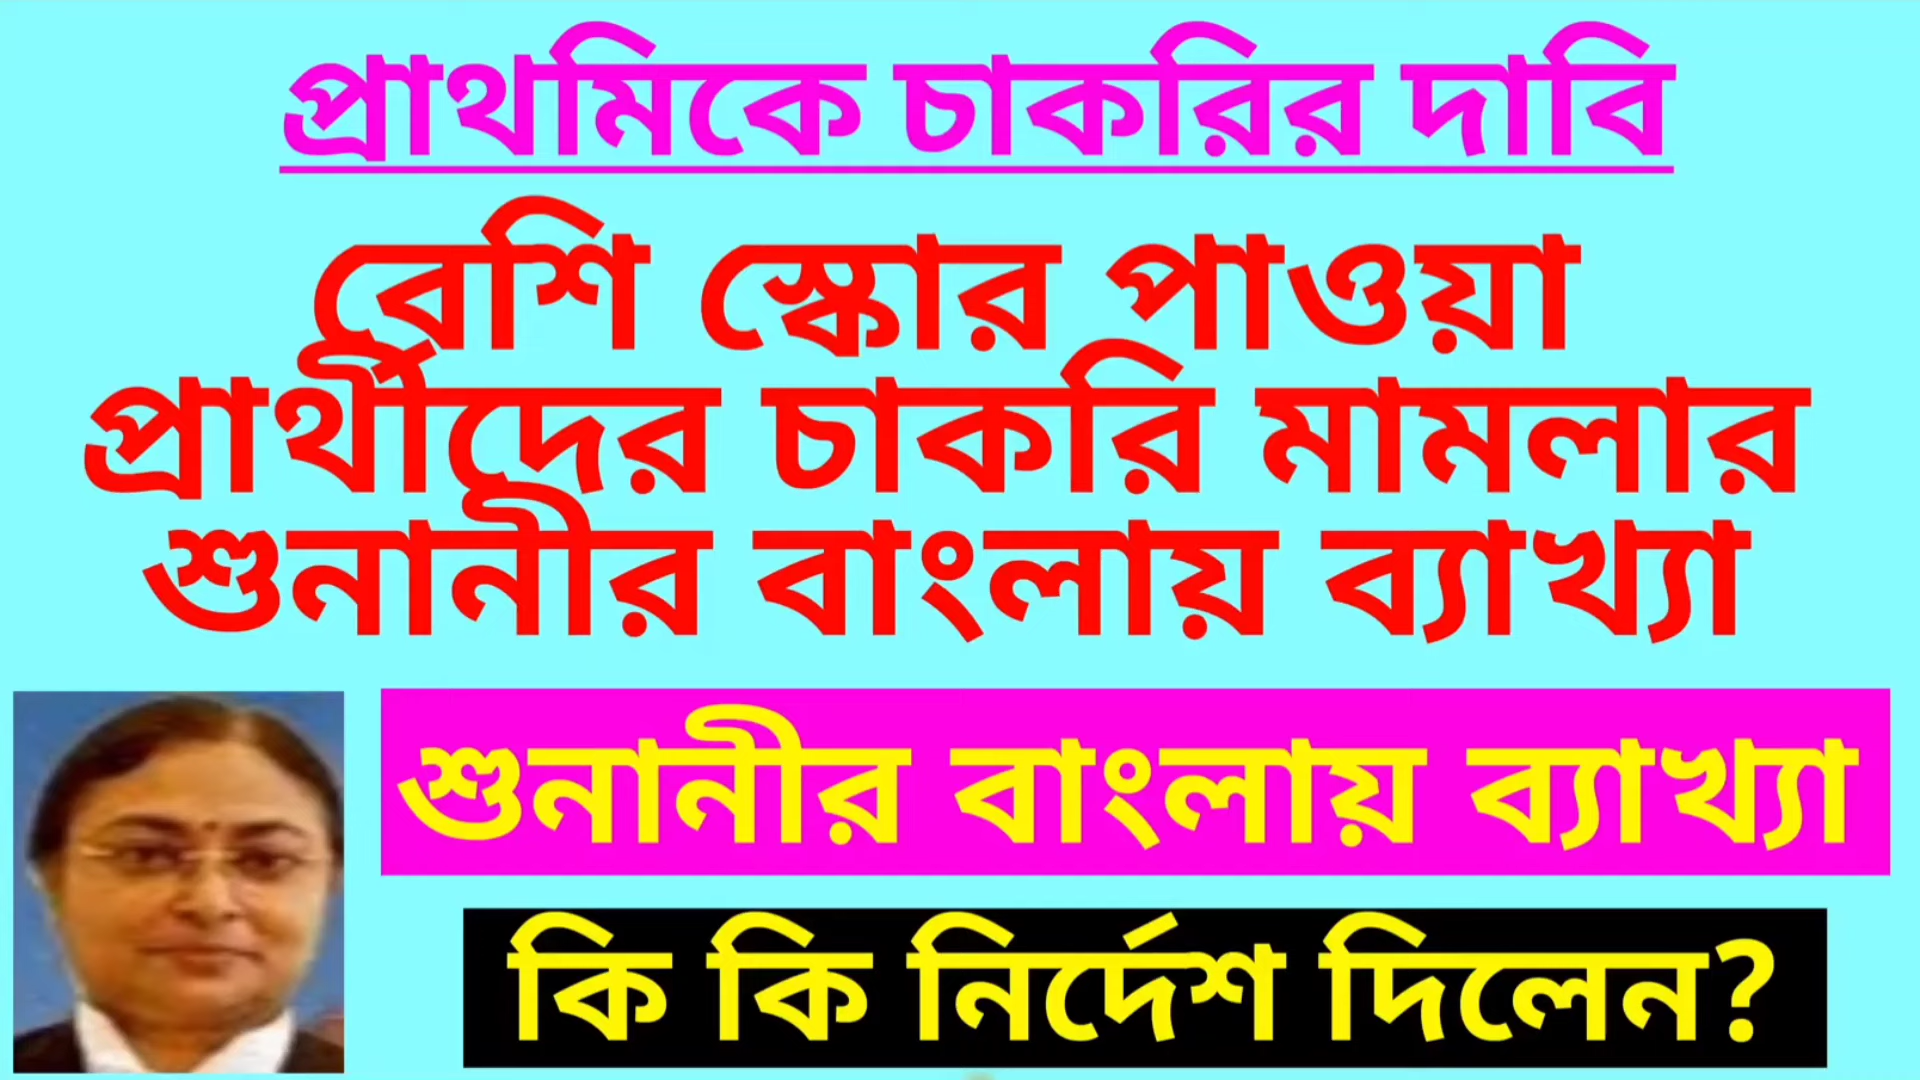 প্রাথমিকে চাকরির দাবি
বেশি স্কোর পাওয়া
প্রার্থীদের চাকরি মামলার
শুনানীর বাংলায় ব্যাখ্যা
শুনানীর বাংলায় ব্যাখ্যা
কি কি নির্দেশ দিলেন?